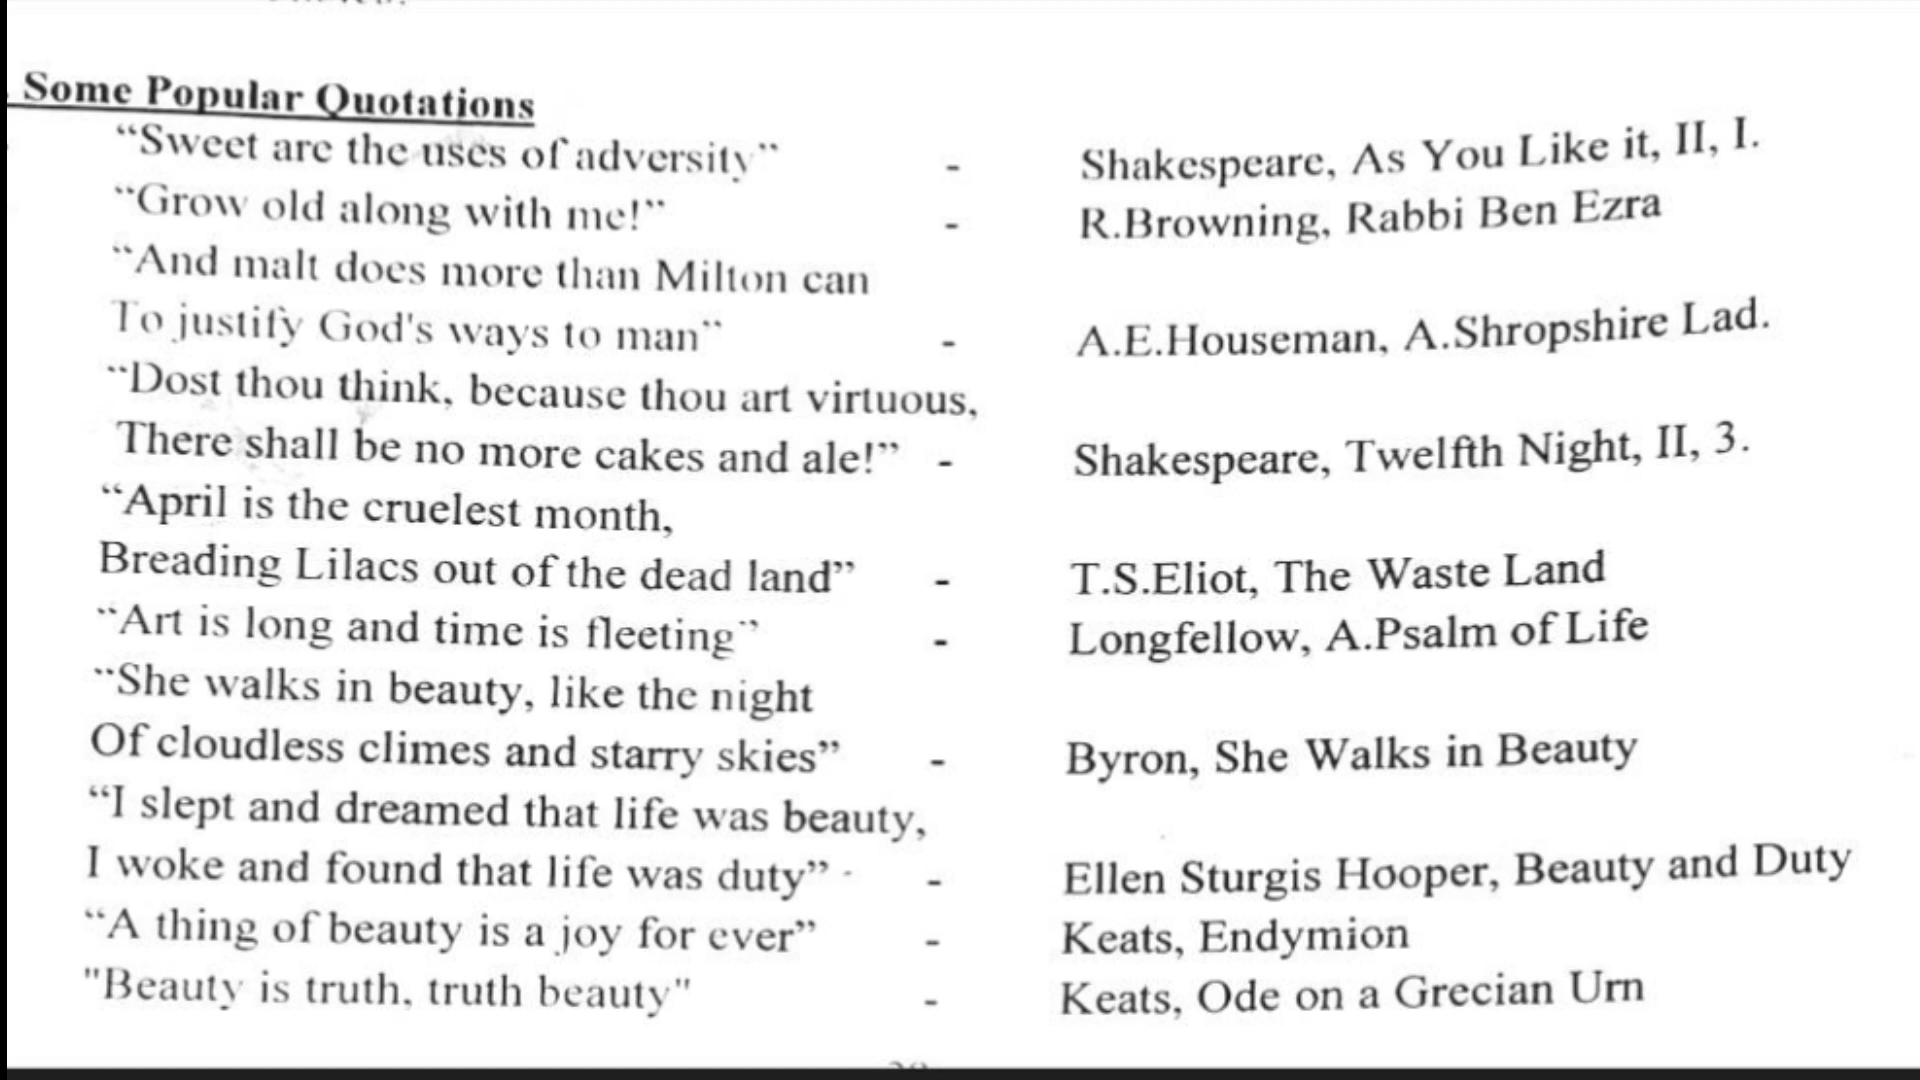 Some Popular Quotations
“Sweet are the uses of adversity” - Shakespeare, As You Like it, II, I.
“Grow old along with me!” - R.Browning, Rabbi Ben Ezra
“And malt does more than Milton can
To justify God's ways to man” - A.E.Houseman, A.Shropshire Lad.
“Dost thou think, because thou art virtuous,
There shall be no more cakes and ale!” - Shakespeare, Twelfth Night, II, 3.
“April is the cruelest month,
Breading Lilacs out of the dead land” - T.S.Eliot, The Waste Land
“Art is long and time is fleeting” - Longfellow, A.Psalm of Life
“She walks in beauty, like the night
Of cloudless climes and starry skies” - Byron, She Walks in Beauty
“I slept and dreamed that life was beauty,
I woke and found that life was duty” - Ellen Sturgis Hooper, Beauty and Duty
“A thing of beauty is a joy for ever” - Keats, Endymion
"Beauty is truth, truth beauty" - Keats, Ode on a Grecian Urn